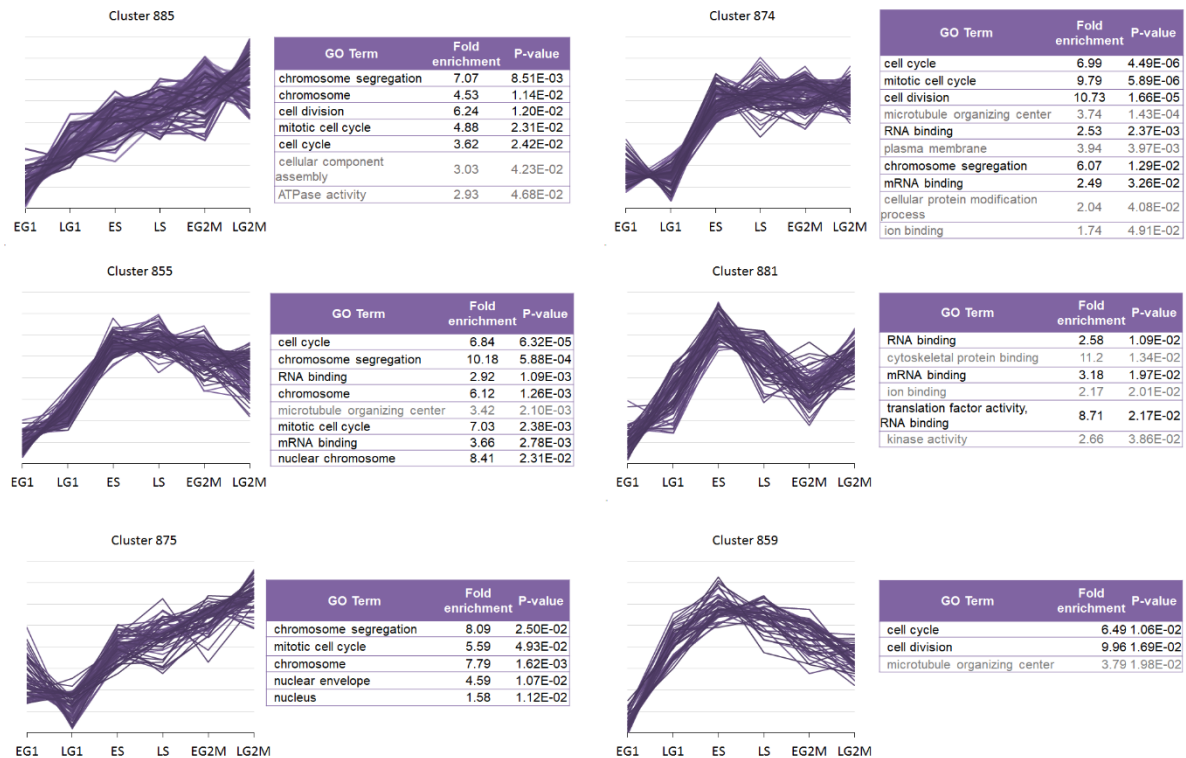 Cluster 885
GO Term Fold enrichment P-value
chromosome segregation 7.07 8.51E-03
chromosome 4.53 1.14E-02
cell division 6.24 1.20E-02
mitotic cell cycle 4.88 2.31E-02
cell cycle 3.62 2.42E-02
cellular component assembly 3.03 4.23E-02
ATPase activity 2.93 4.68E-02
EG1 LG1 ES LS EG2M LG2M
Cluster 874
GO Term Fold enrichment P-value
cell cycle 6.99 4.49E-06
mitotic cell cycle 9.79 5.89E-06
cell division 10.73 1.66E-05
microtubule organizing center 3.74 1.43E-04
RNA binding 2.53 2.37E-03
plasma membrane 3.94 3.97E-03
chromosome segregation 6.07 1.29E-02
mRNA binding 2.49 3.26E-02
cellular protein modification process 2.04 4.08E-02
ion binding 1.74 4.91E-02
EG1 LG1 ES LS EG2M LG2M
Cluster 855
GO Term Fold enrichment P-value
cell cycle 6.84 6.32E-05
chromosome segregation 10.18 5.88E-04
RNA binding 2.92 1.09E-03
chromosome 6.12 1.26E-03
microtubule organizing center 3.42 2.10E-03
mitotic cell cycle 7.03 2.38E-03
mRNA binding 3.66 2.78E-03
nuclear chromosome 8.41 2.31E-02
EG1 LG1 ES LS EG2M LG2M
Cluster 881
GO Term Fold enrichment P-value
RNA binding 2.58 1.09E-02
cytoskeletal protein binding 11.2 1.34E-02
mRNA binding 3.18 1.97E-02
ion binding 2.17 2.01E-02
translation factor activity, RNA binding 8.71 2.17E-02
kinase activity 2.66 3.86E-02
EG1 LG1 ES LS EG2M LG2M
Cluster 875
GO Term Fold enrichment P-value
chromosome segregation 8.09 2.50E-02
mitotic cell cycle 5.59 4.93E-02
chromosome 7.79 1.62E-03
nuclear envelope 4.59 1.07E-02
nucleus 1.58 1.12E-02
EG1 LG1 ES LS EG2M LG2M
Cluster 859
GO Term Fold enrichment P-value
cell cycle 6.49 1.06E-02
cell division 9.96 1.69E-02
microtubule organizing center 3.79 1.98E-02
EG1 LG1 ES LS EG2M LG2M